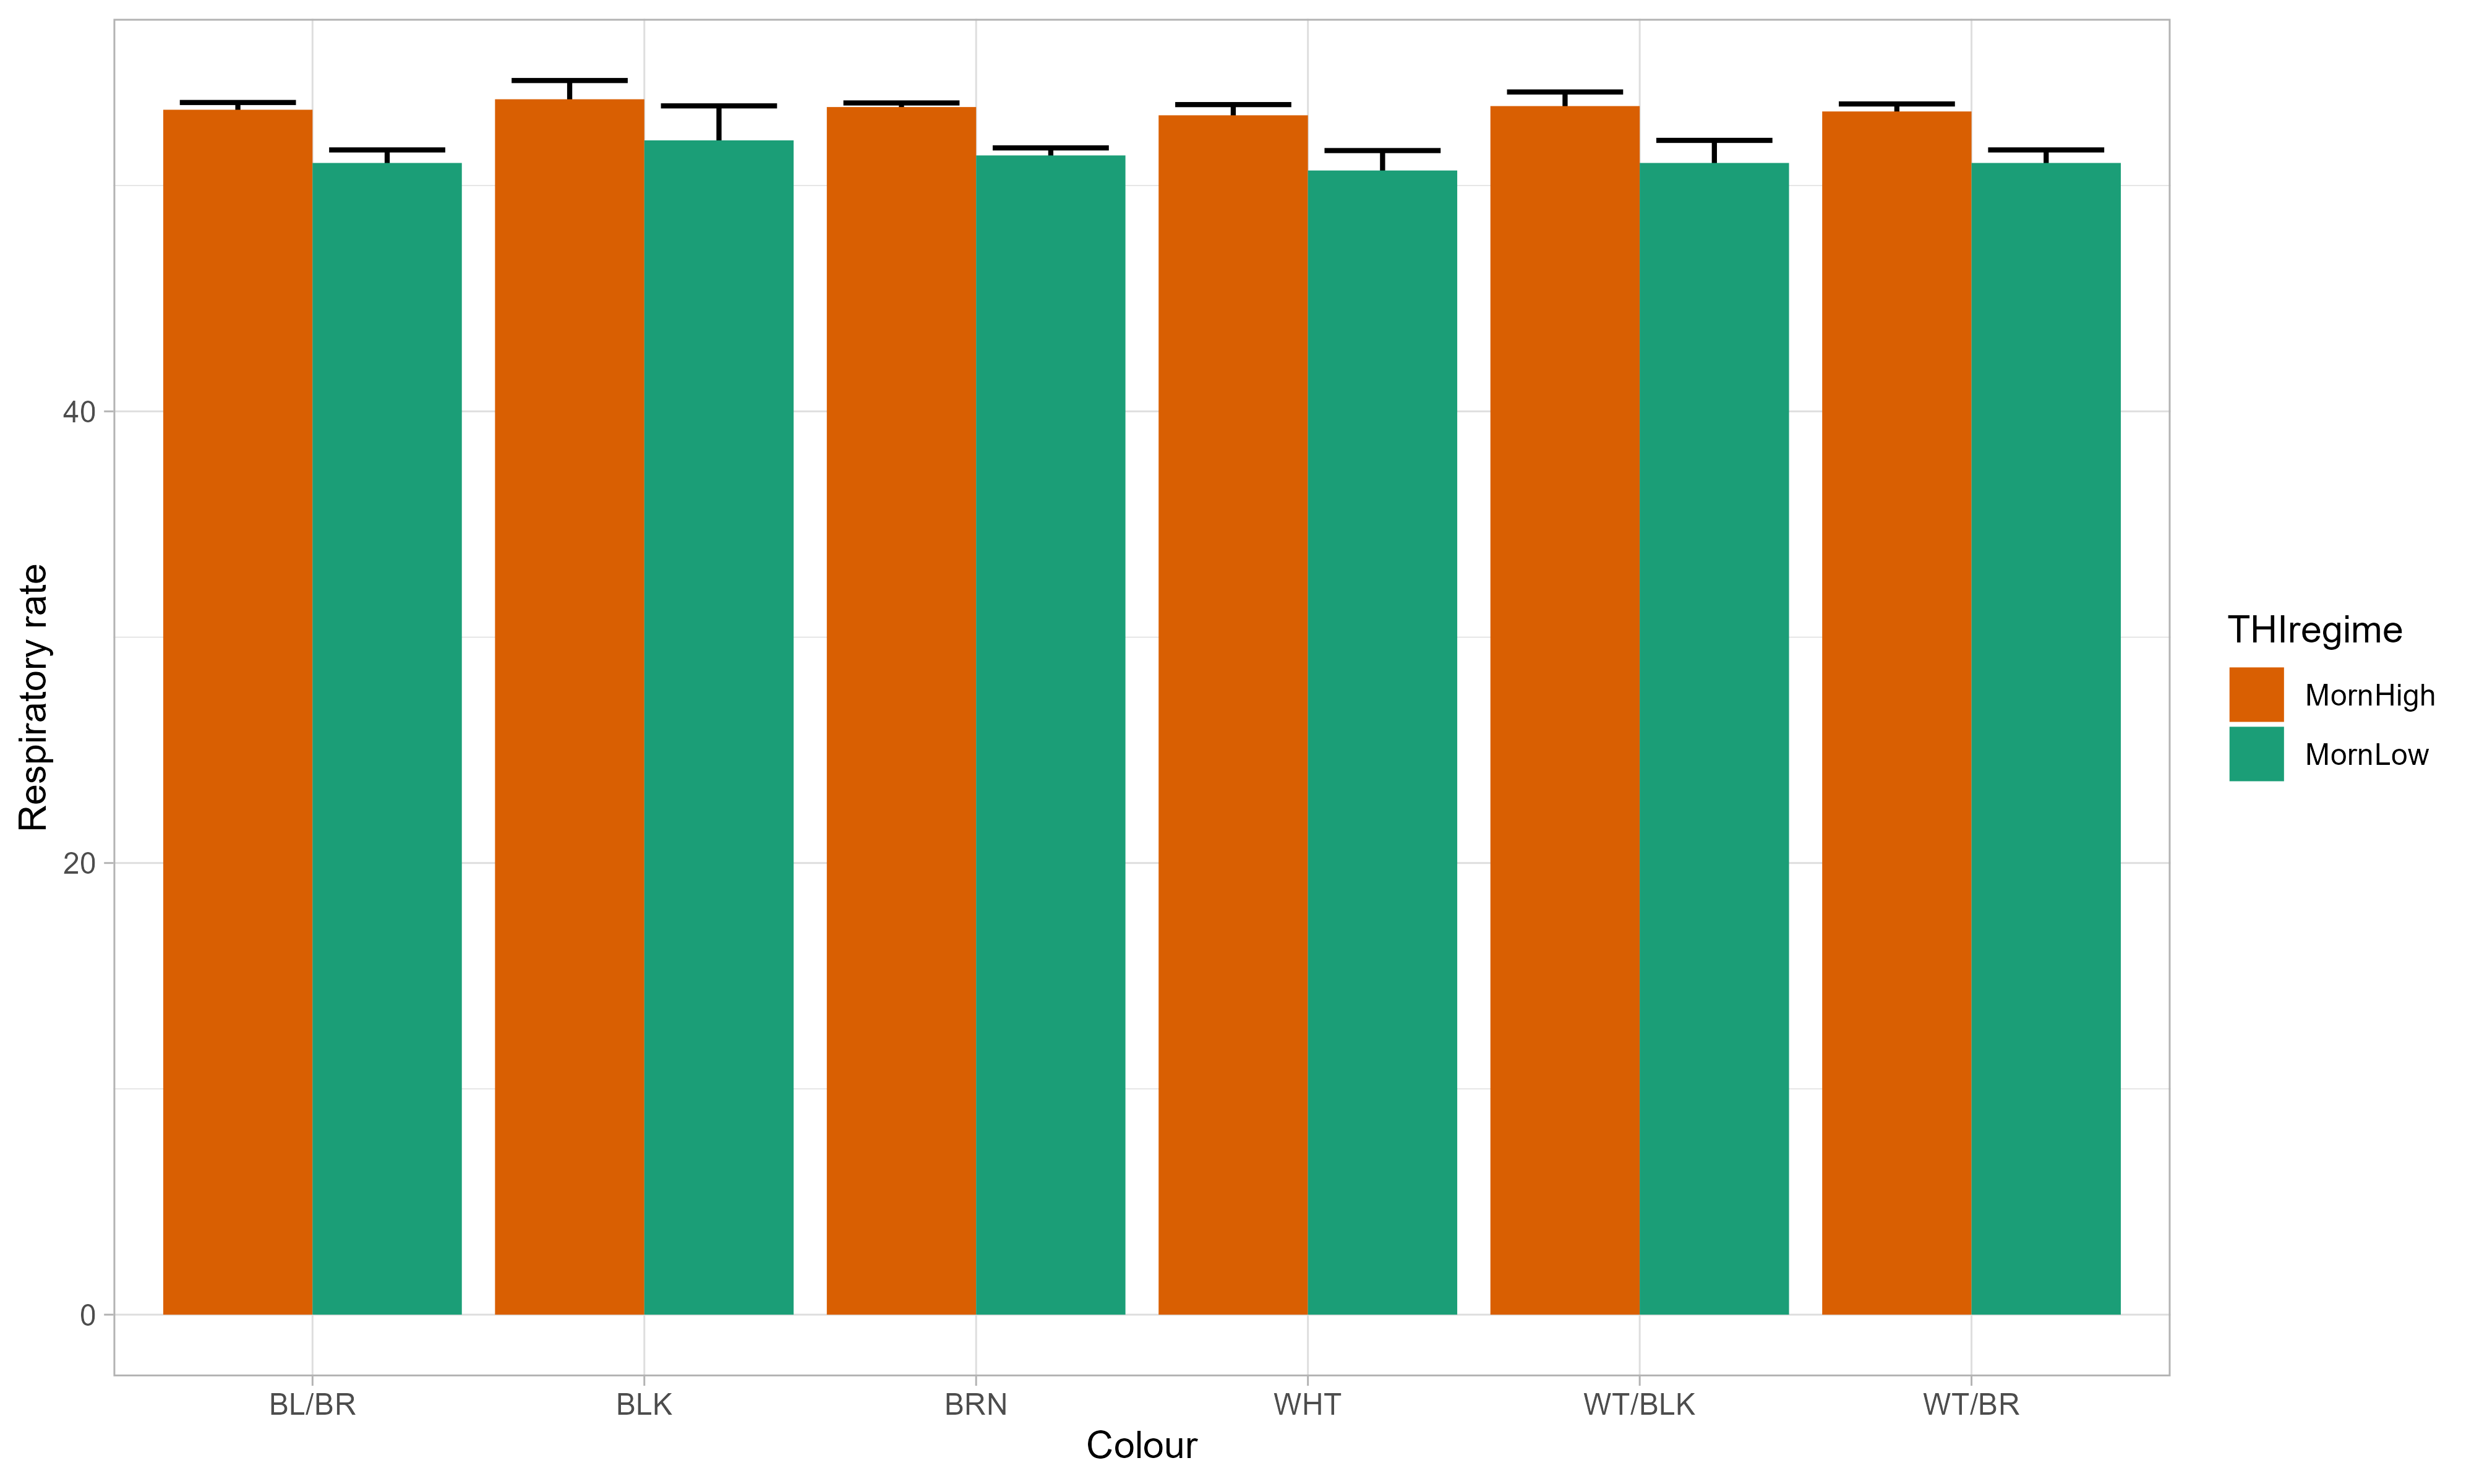 Respiratory rate
40
20
0
BL/BR
BLK
BRN
WHT
WT/BLK
WT/BR
Colour
THIregime
MornHigh
MornLow